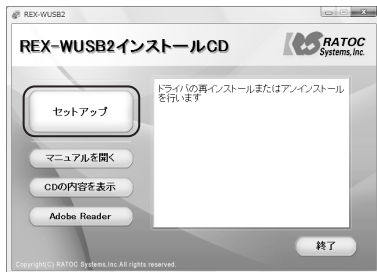 REX-WUSB2
REX-WUSB2インストールCD
RATOC
Systems, Inc.
セットアップ
ドライバの再インストールまたはアンインストール
を行います
マニュアルを開く
CDの内容を表示
Adobe Reader
終了
Copyright(C) RATOC Systems,Inc.All rights reserved.